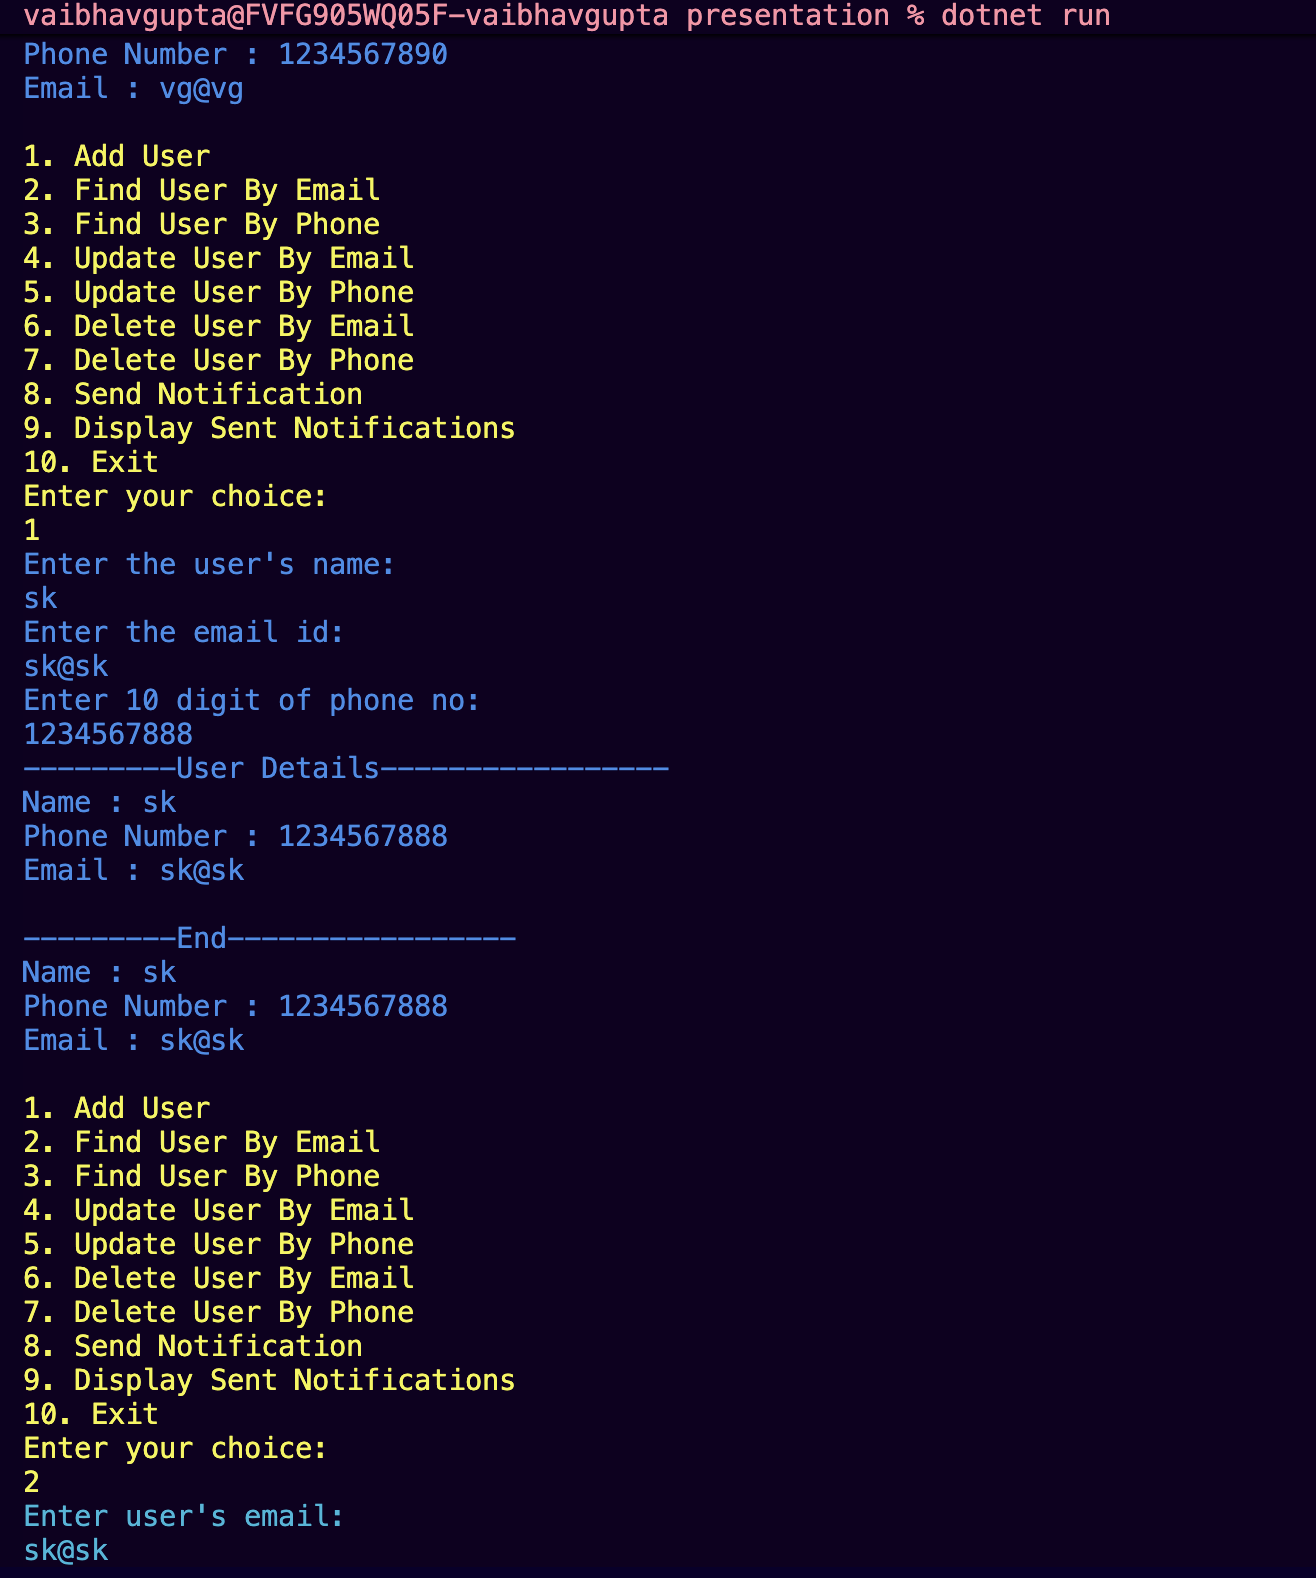 vaibhavgupta@FVFG905WQ05F-vaibhavgupta presentation % dotnet run
Phone Number : 1234567890
Email : vg@vg
1. Add User
2. Find User By Email
3. Find User By Phone
4. Update User By Email
5. Update User By Phone
6. Delete User By Email
7. Delete User By Phone
8. Send Notification
9. Display Sent Notifications
10. Exit
Enter your choice:
1
Enter the user's name:
sk
Enter the email id:
sk@sk
Enter 10 digit of phone no:
1234567888
---------User Details-----------------
Name : sk
Phone Number : 1234567888
Email : sk@sk
---------End-----------------
Name : sk
Phone Number : 1234567888
Email : sk@sk
1. Add User
2. Find User By Email
3. Find User By Phone
4. Update User By Email
5. Update User By Phone
6. Delete User By Email
7. Delete User By Phone
8. Send Notification
9. Display Sent Notifications
10. Exit
Enter your choice:
2
Enter user's email:
sk@sk